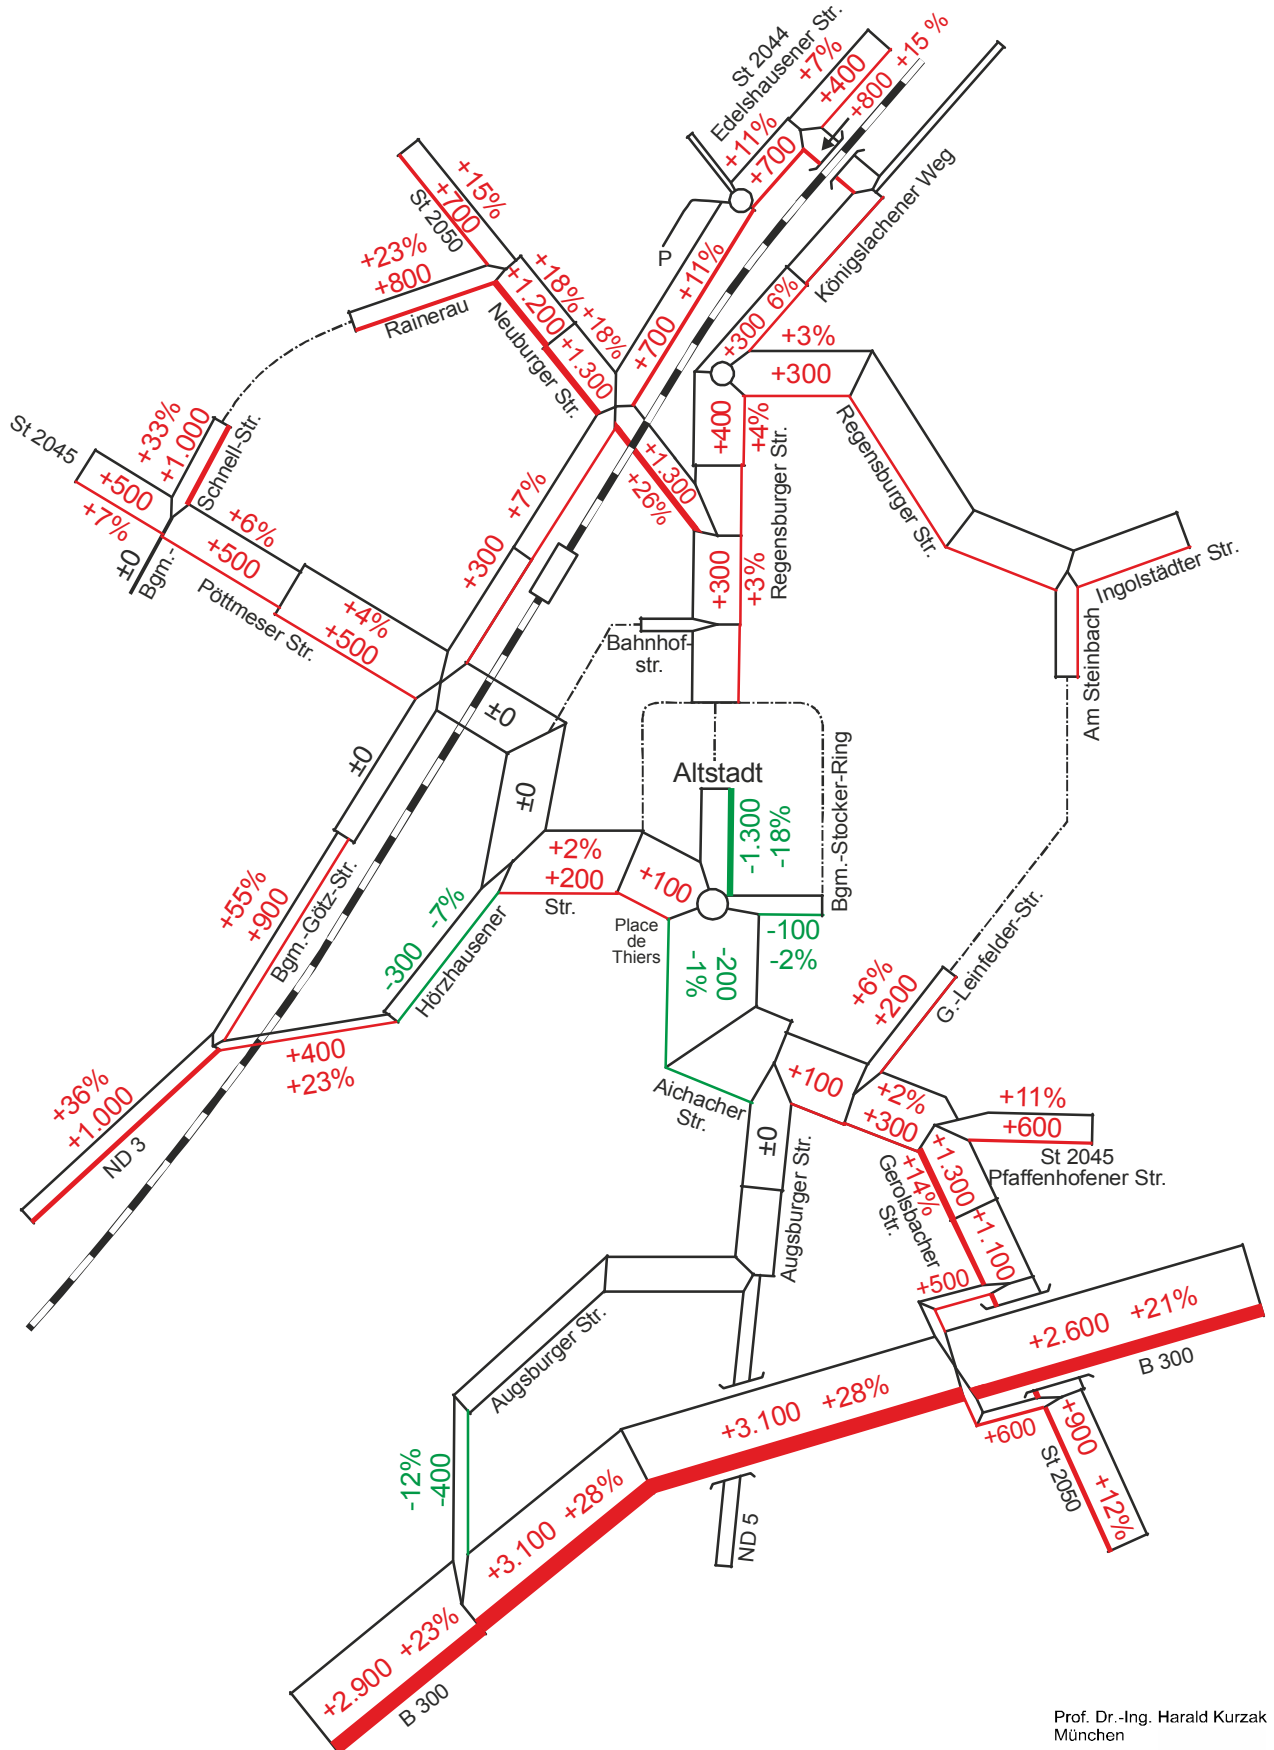 St 2044
Edelshausener Str.
+7%
+400
+15 %
+800
+11%
+700
Königslachener Weg
+15%
+700
St 2050
P
+11%
+700
+23%
+800
Rainerau
+18%
+1.200
Neuburger Str.
+18%
+1.300
6%
+300
+3%
+300
+400
+4%
Regensburger Str.
Regensburger Str.
St 2045
+33%
+1.000
Schnell-Str.
+500
+7%
±0
Bgm.-
+6%
+500
Pöttmeser Str.
+4%
+500
+7%
+300
+1.300
+26%
+300
+3%
Regensburger Str.
Ingolstädter Str.
Am Steinbach
Bahnhof-
str.
±0
±0
±0
Altstadt
-1.300
-18%
Bgm.-Stocker-Ring
+2%
+200
Str.
+100
Place
de
Thiers
-100
-2%
-200
-1%
+55%
+900
Bgm.-Götz-Str.
-7%
-300
Hörzhausener
+400
+23%
+36%
+1.000
ND 3
+6%
+200
G.-Leinfelder-Str.
Aichacher
Str.
+100
+2%
+300
+11%
+600
St 2045
Pfaffenhofener Str.
±0
Augsburger Str.
+1.300
+14%
Gerolsbacher
Str.
+1.100
+500
+2.600 +21%
B 300
Augsburger Str.
+3.100 +28%
+600
+900 +12%
St 2050
-12%
-400
+3.100 +28%
ND 5
+2.900 +23%
B 300
Prof. Dr.-Ing. Harald Kurzak
München